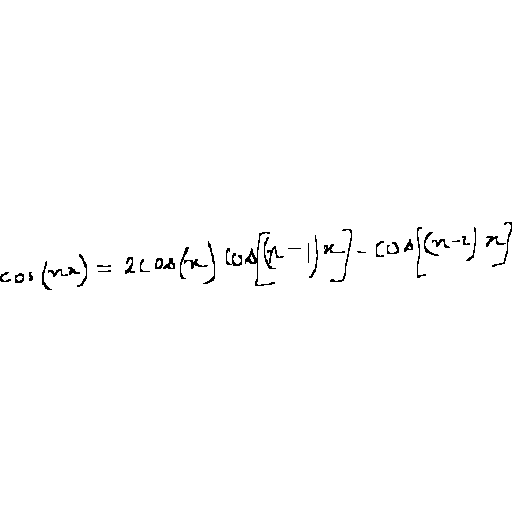 cos(nx) = 2cos(x) cos[(n-1)x] - cos[(n-2)x]